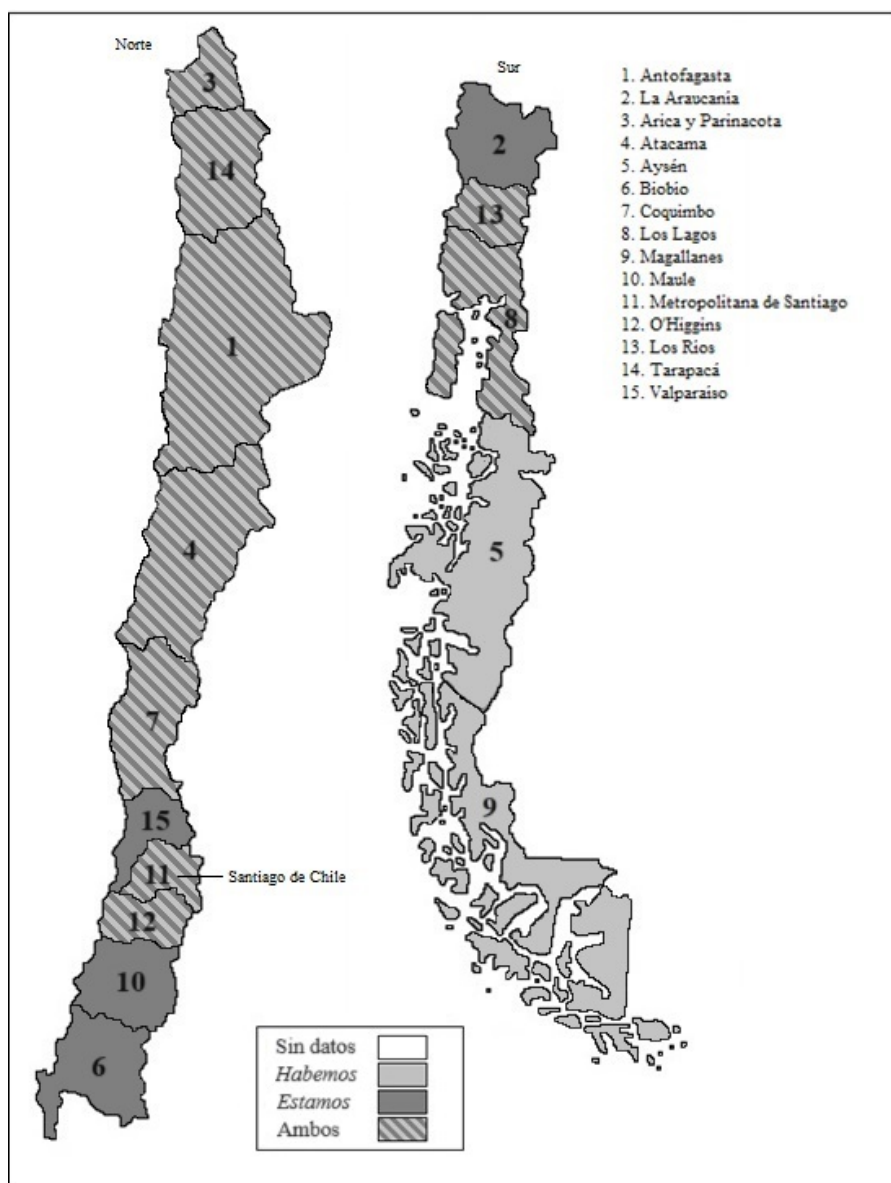 Norte
3
14
1
4
7
15
11
Santiago de Chile
12
10
6
Sur
2
13
8
5
9
1. Antofagasta
2. La Araucanía
3. Arica y Parinacota
4. Atacama
5. Aysén
6. Biobio
7. Coquimbo
8. Los Lagos
9. Magallanes
10. Maule
11. Metropolitana de Santiago
12. O'Higgins
13. Los Rios
14. Tarapacá
15. Valparaiso
Sin datos
Habemos
Estamos
Ambos